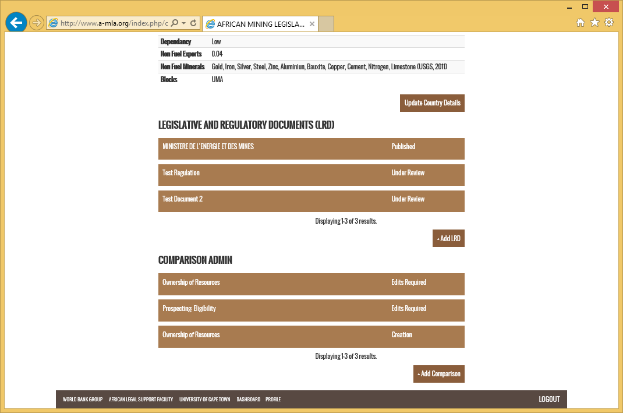 http://www.a-mla.org/index.php/c
AFRICAN MINING LEGISLA...
Dependancy Low
Non Fuel Exports 0.04
Non Fuel Minerals Gold, Iron, Silver, Steel, Zinc, Aluminium, Bauxite, Copper, Cement, Nitrogen, Limestone (USGS, 2011)
Blocks UMA
Update Country Details
LEGISLATIVE AND REGULATORY DOCUMENTS (LRD)
MINISTERE DE L'ENERGIE ET DES MINES Published
Test Regulation Under Review
Test Document 2 Under Review
Displaying 1-3 of 3 results.
+ Add LRD
COMPARISON ADMIN
Ownership of Resources Edits Required
Prospecting: Eligibility Edits Required
Ownership of Resources Creation
Displaying 1-3 of 3 results.
+ Add Comparison
WORLD BANK GROUP AFRICAN LEGAL SUPPORT FACILITY UNIVERSITY OF CAPE TOWN DASHBOARD PROFILE LOGOUT